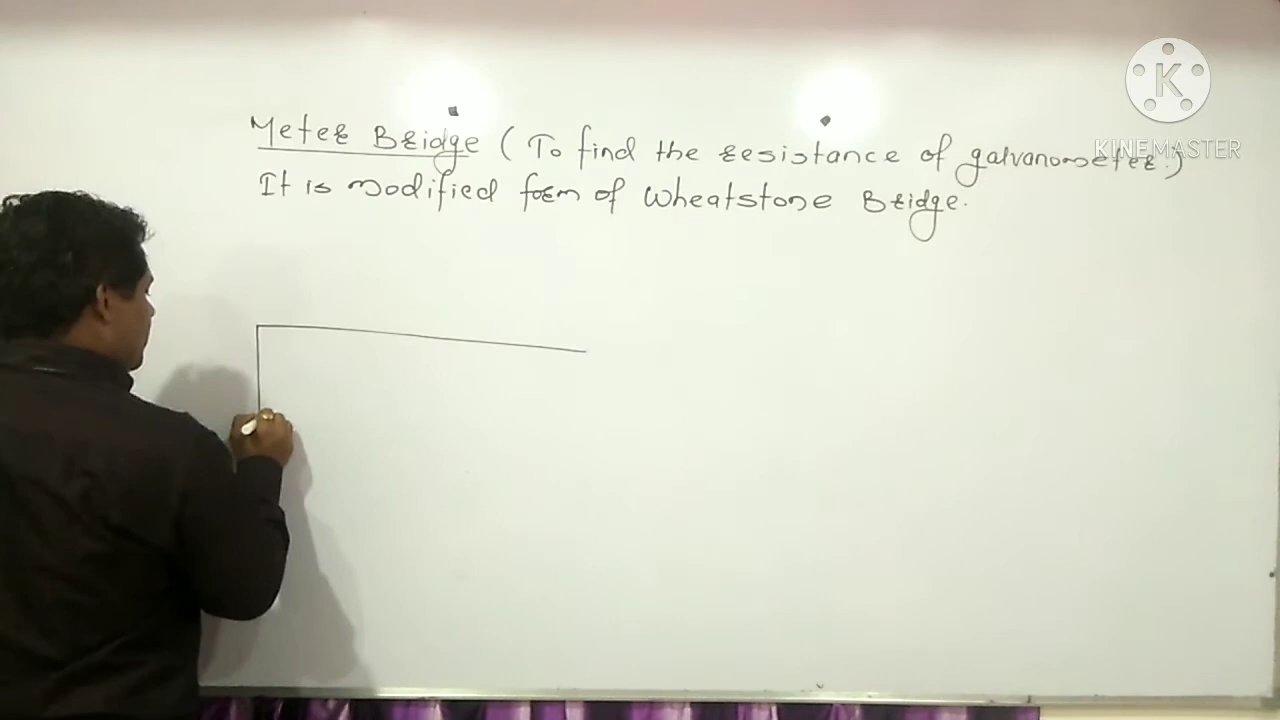 Meter Bridge (To find the resistance of galvanometer.)
It is modified form of Wheatstone Bridge.
K
KINEMASTER